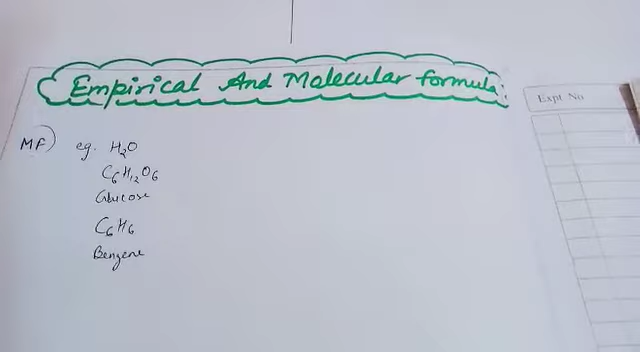 Empirical And Molecular formula:
MF) eg. H₂O
C₆H₁₂O₆
Glucose
C₆H₆
Benzene
Expt No